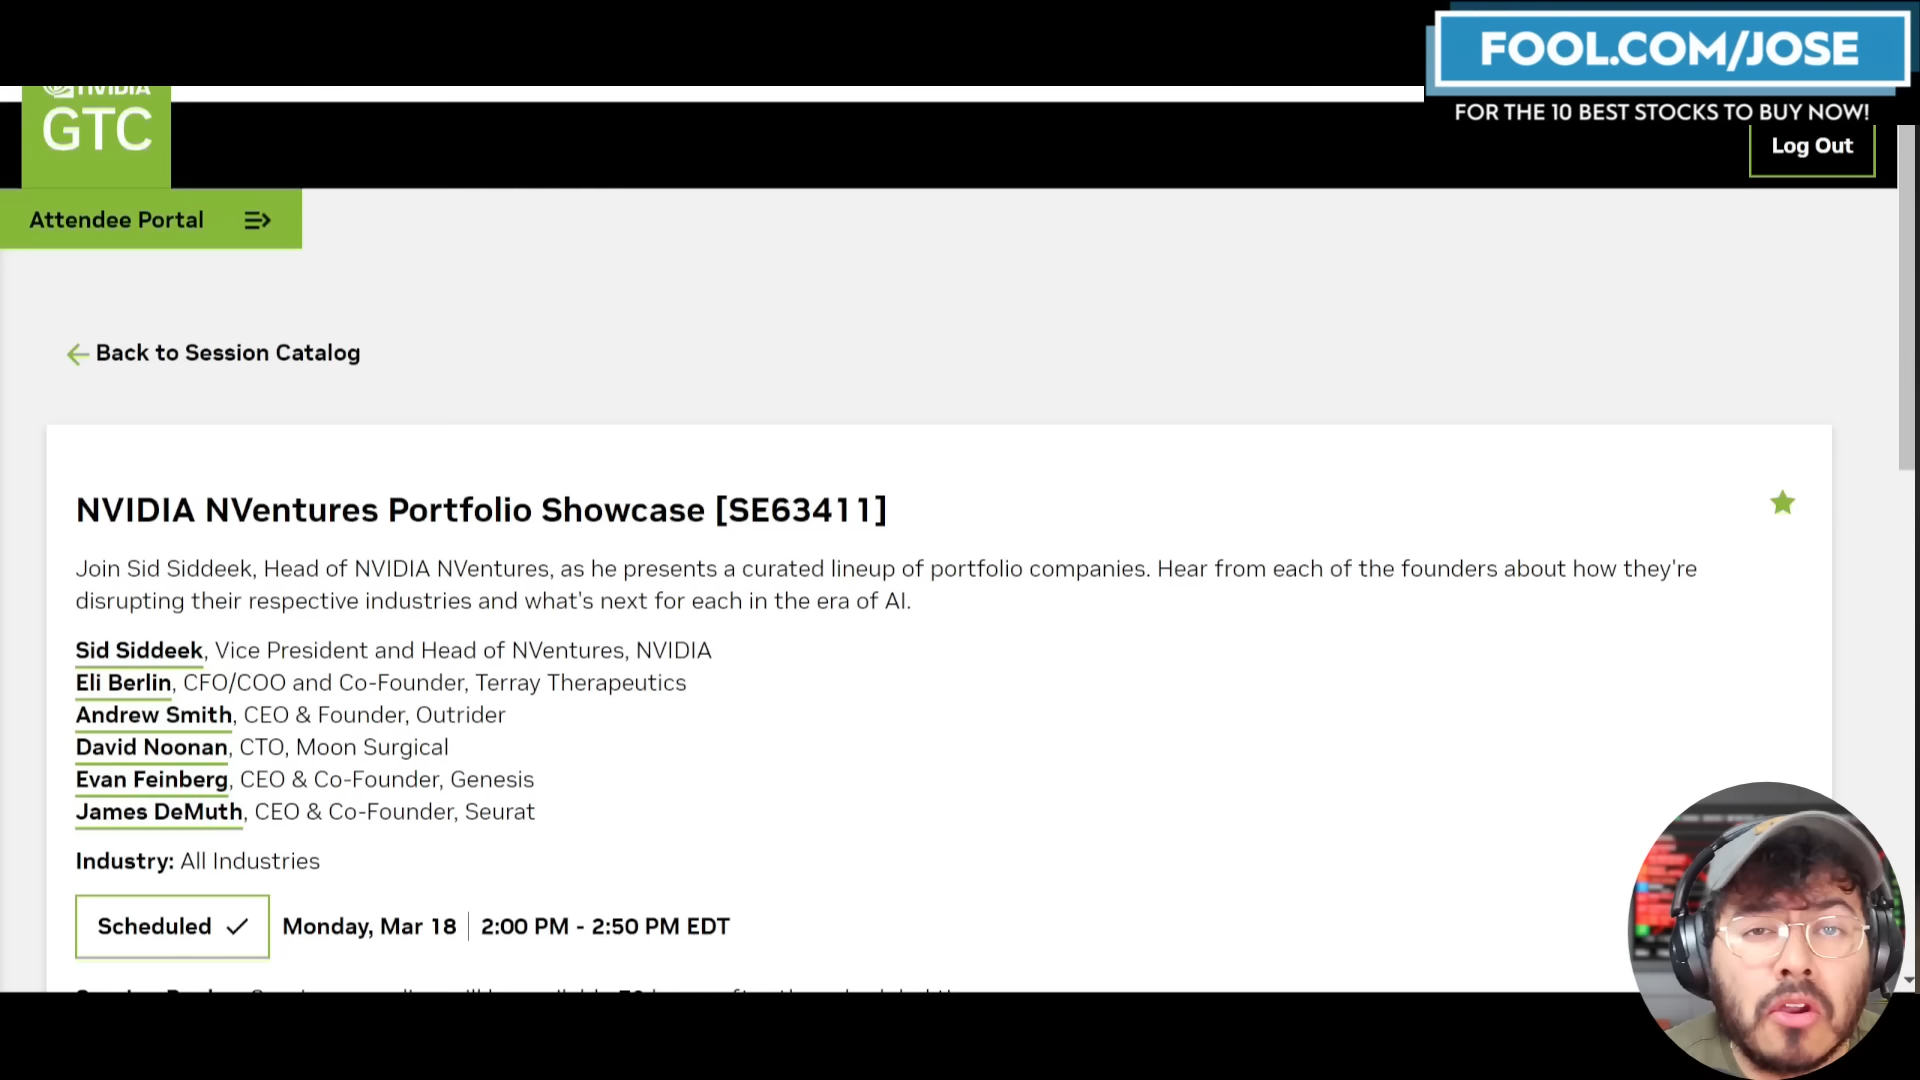 FOOL.COM/JOSE
FOR THE 10 BEST STOCKS TO BUY NOW!
NVIDIA
GTC
Log Out
Attendee Portal
Back to Session Catalog
NVIDIA NVentures Portfolio Showcase [SE63411]
Join Sid Siddeek, Head of NVIDIA NVentures, as he presents a curated lineup of portfolio companies. Hear from each of the founders about how they're
disrupting their respective industries and what's next for each in the era of AI.
Sid Siddeek, Vice President and Head of NVentures, NVIDIA
Eli Berlin, CFO/COO and Co-Founder, Terray Therapeutics
Andrew Smith, CEO & Founder, Outrider
David Noonan, CTO, Moon Surgical
Evan Feinberg, CEO & Co-Founder, Genesis
James DeMuth, CEO & Co-Founder, Seurat
Industry: All Industries
Scheduled ✓ Monday, Mar 18 | 2:00 PM - 2:50 PM EDT